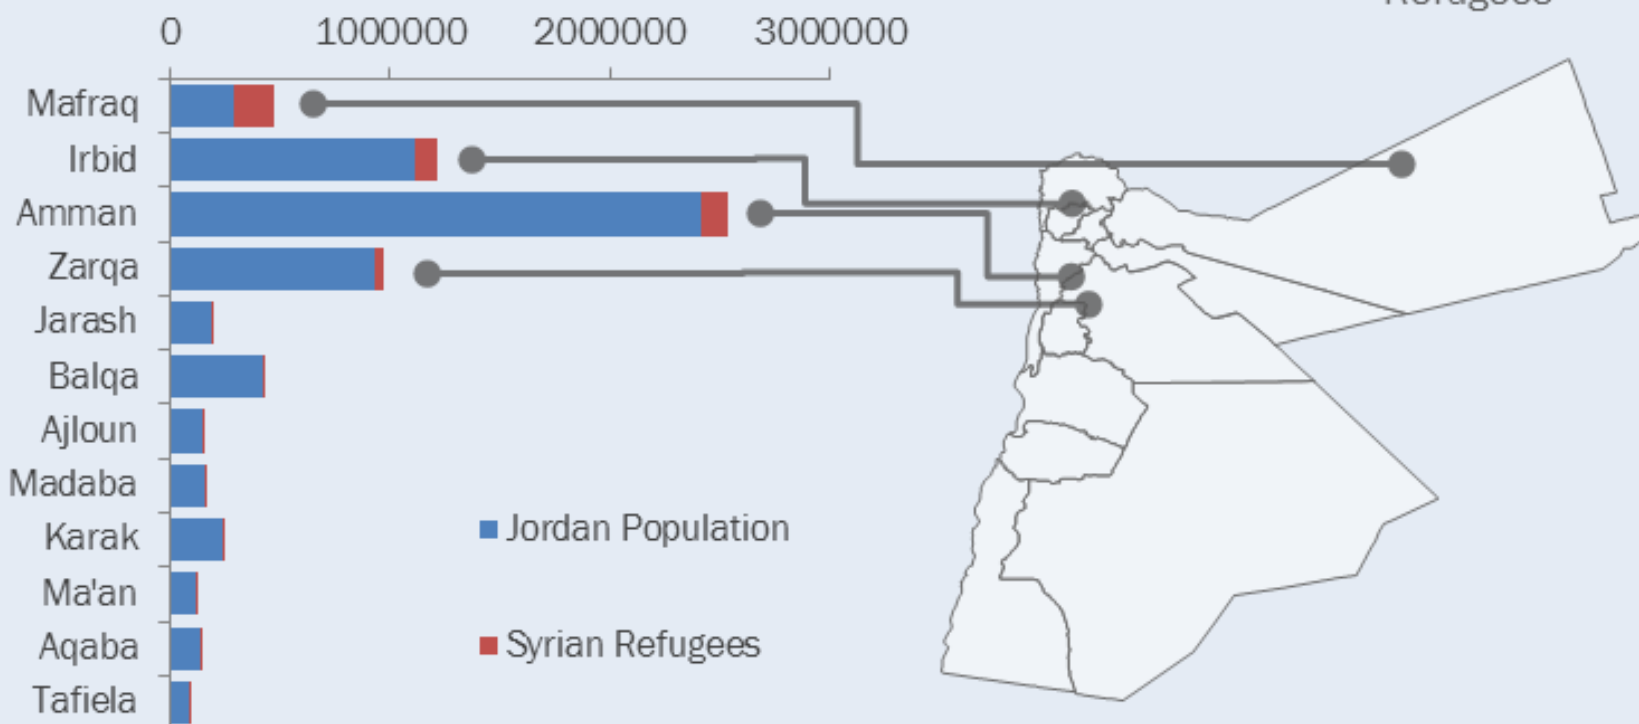 0 1000000 2000000 3000000
Mafraq
Irbid
Amman
Zarqa
Jarash
Balqa
Ajloun
Madaba
Karak
Ma'an
Aqaba
Tafiela
Jordan Population
Syrian Refugees